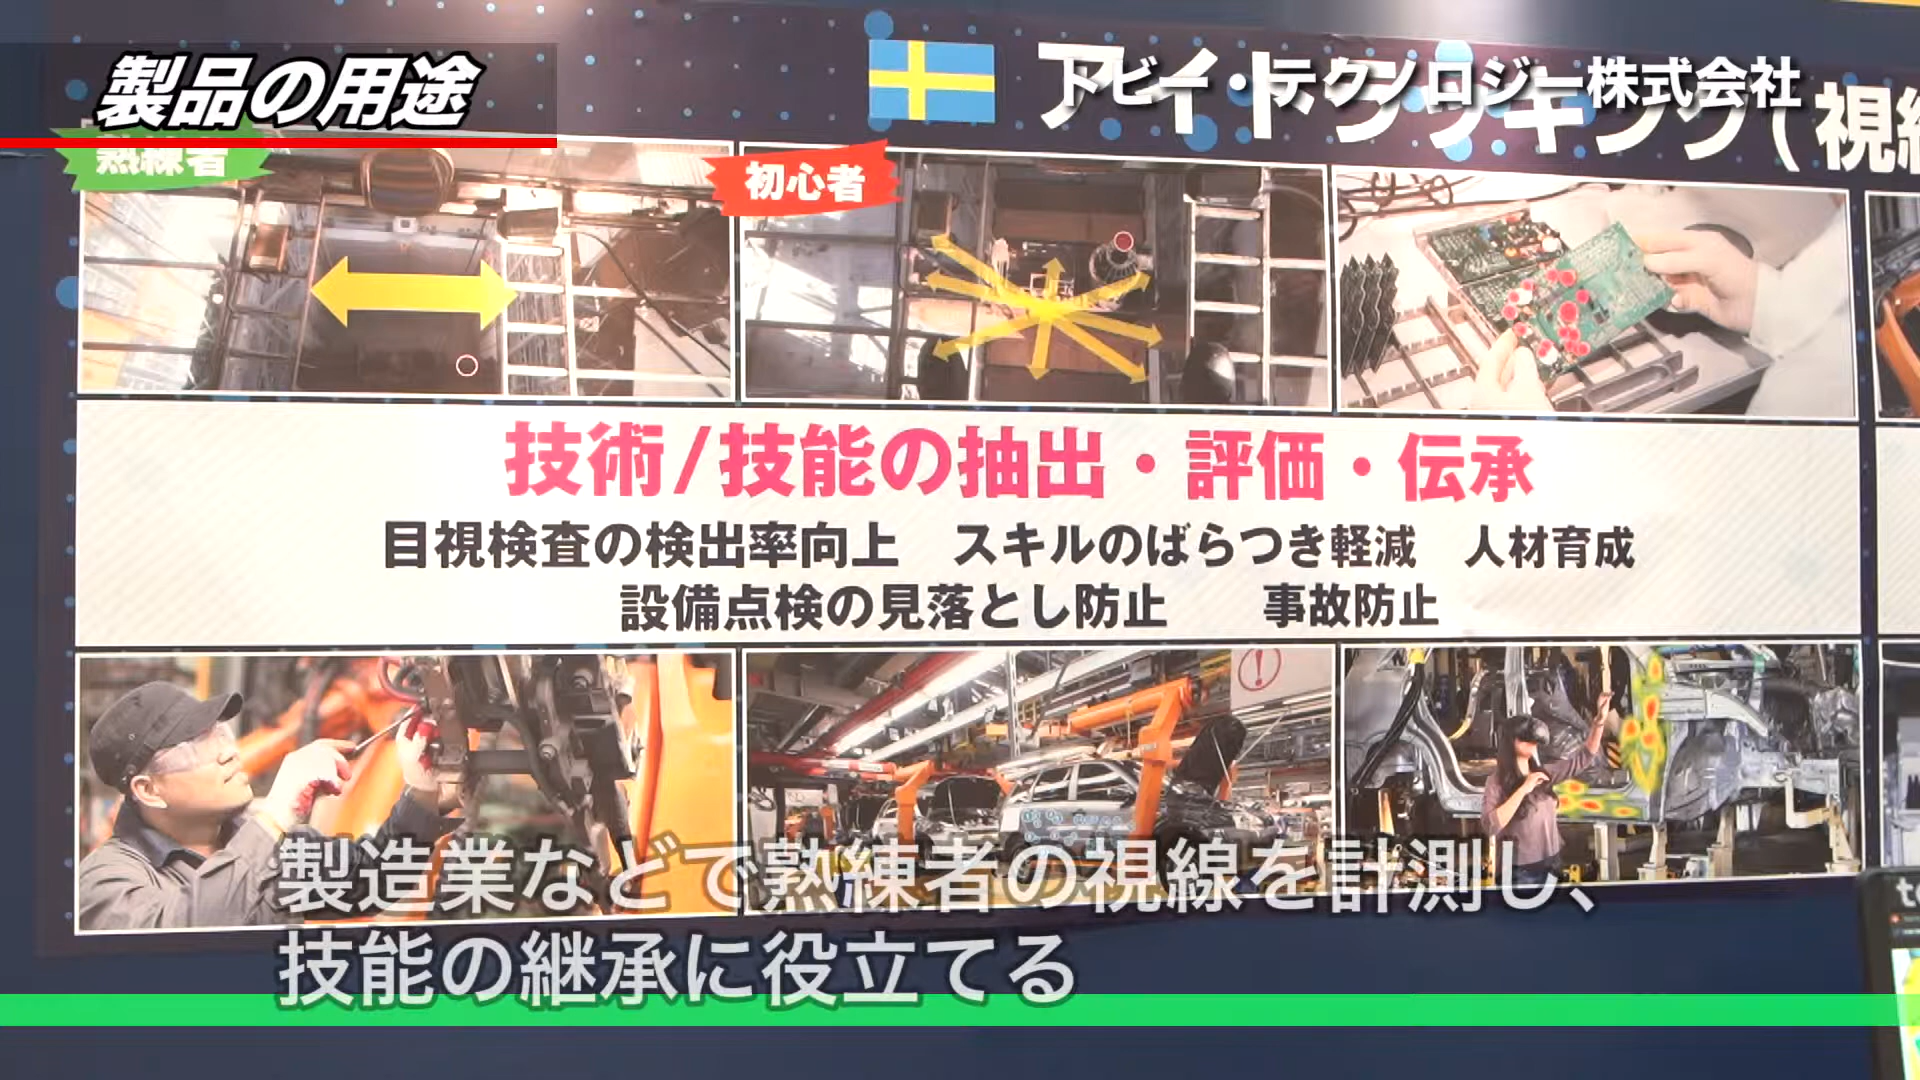 製品の用途
トビー・テクノロジー株式会社
アイトラッキング(視線
熟練者
初心者
技術/技能の抽出・評価・伝承
目視検査の検出率向上 スキルのばらつき軽減 人材育成
設備点検の見落とし防止 事故防止
製造業などで熟練者の視線を計測し、
技能の継承に役立てる